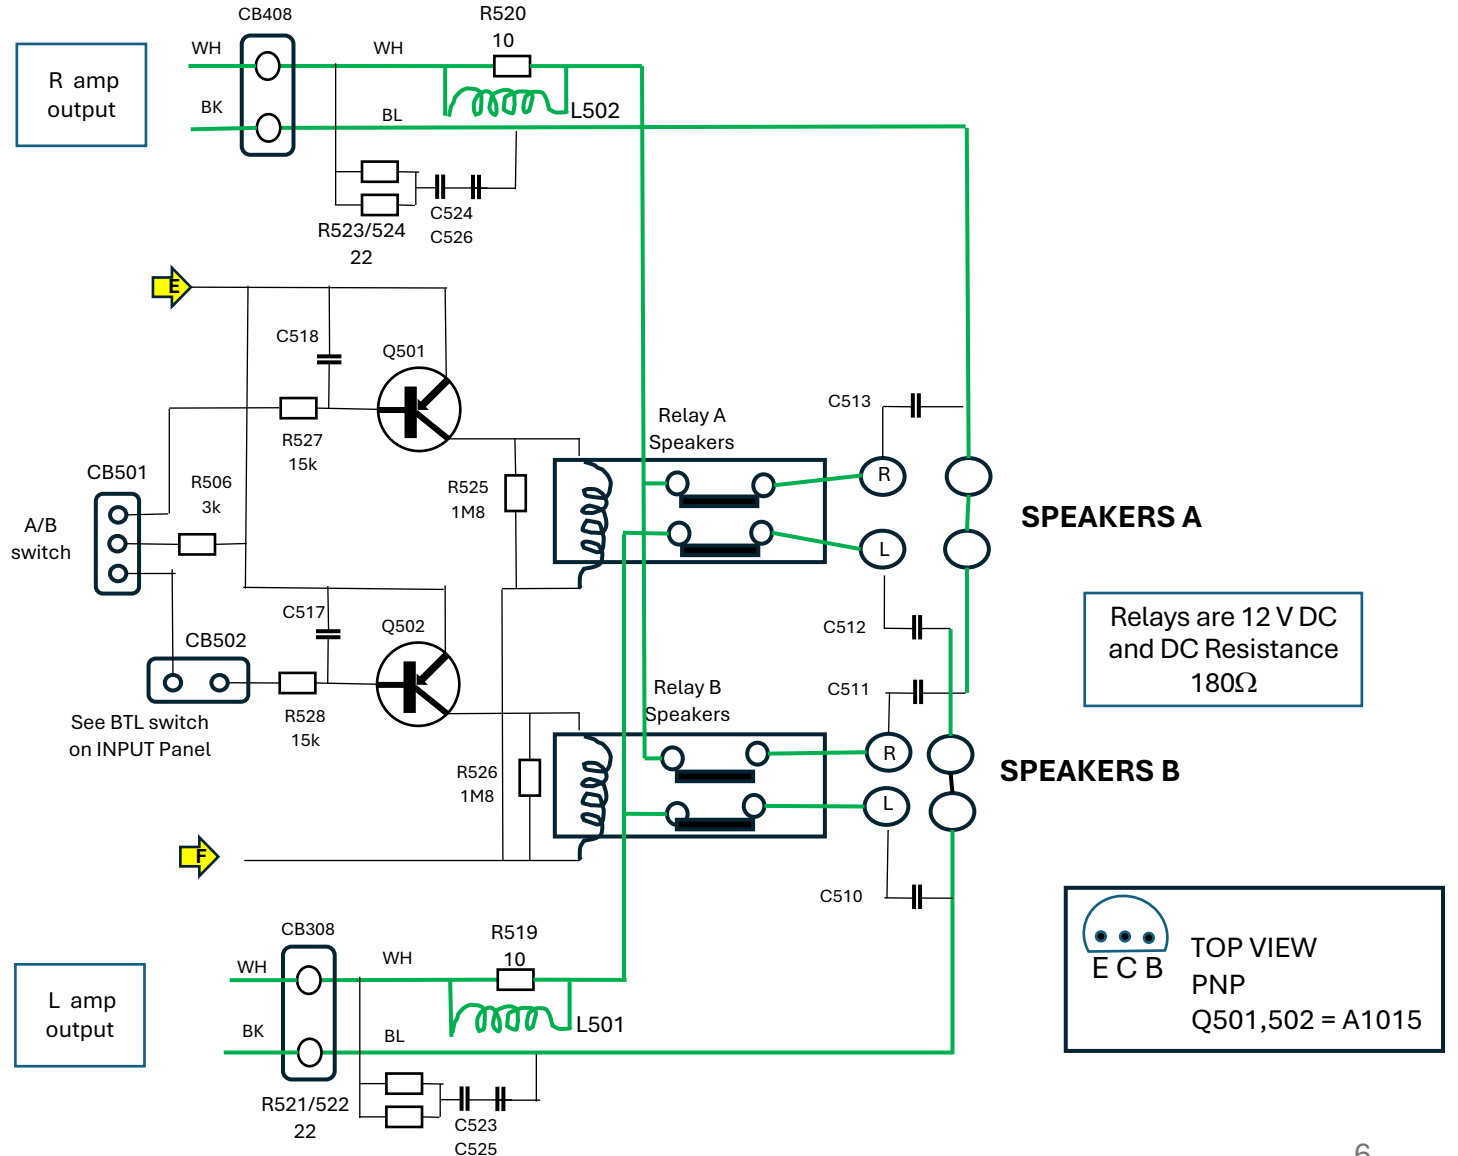 CB408
R520
10
WH
WH
R amp
output
BK
BL
L502
C524
C526
R523/524
22
E
C518
Q501
R527
15k
CB501
R506
3k
A/B
switch
R525
1M8
Relay A
Speakers
C513
R
L
SPEAKERS A
C517
Q502
CB502
R528
15k
See BTL switch
on INPUT Panel
C512
C511
Relays are 12 V DC
and DC Resistance
180Ω
Relay B
Speakers
R526
1M8
R
L
SPEAKERS B
F
C510
CB308
R519
10
WH
WH
L amp
output
BK
BL
L501
R521/522
22
C523
C525
E C B
TOP VIEW
PNP
Q501,502 = A1015
6